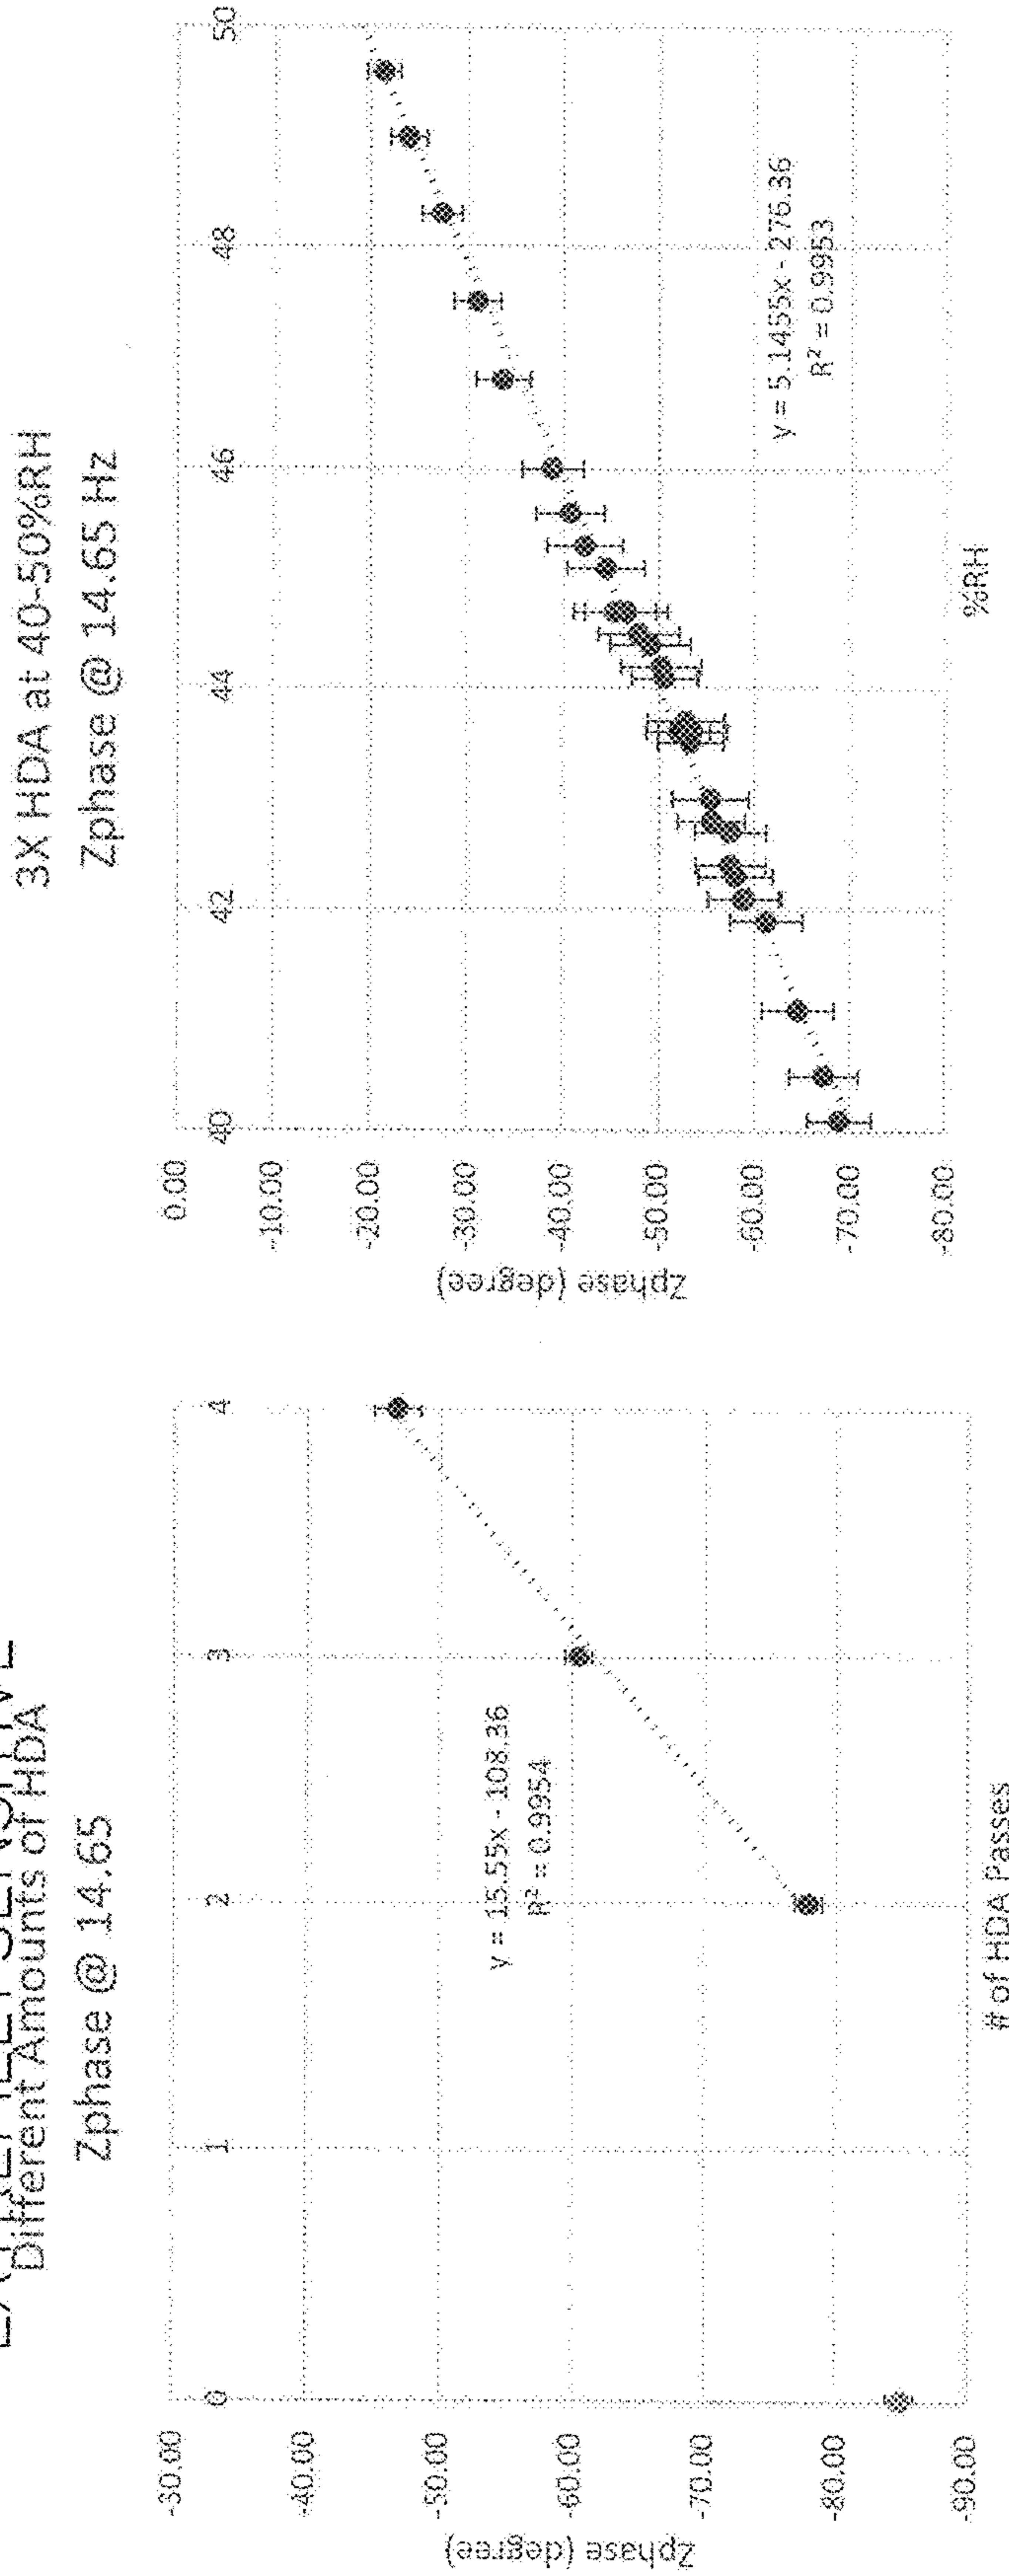 Different Amounts of HDA
Zphase @ 14.65
-30.00
-40.00
-50.00
-60.00
-70.00
-80.00
-90.00
Zphase (degree)
0
1
2
3
4
y = 15.55x - 108.36
R² = 0.9954
# of HDA Passes
3X HDA at 40-50%RH
Zphase @ 14.65 Hz
0.00
-10.00
-20.00
-30.00
-40.00
-50.00
-60.00
-70.00
-80.00
Zphase (degree)
40
42
44
46
48
50
y = 5.1455x - 276.36
R² = 0.9953
%RH